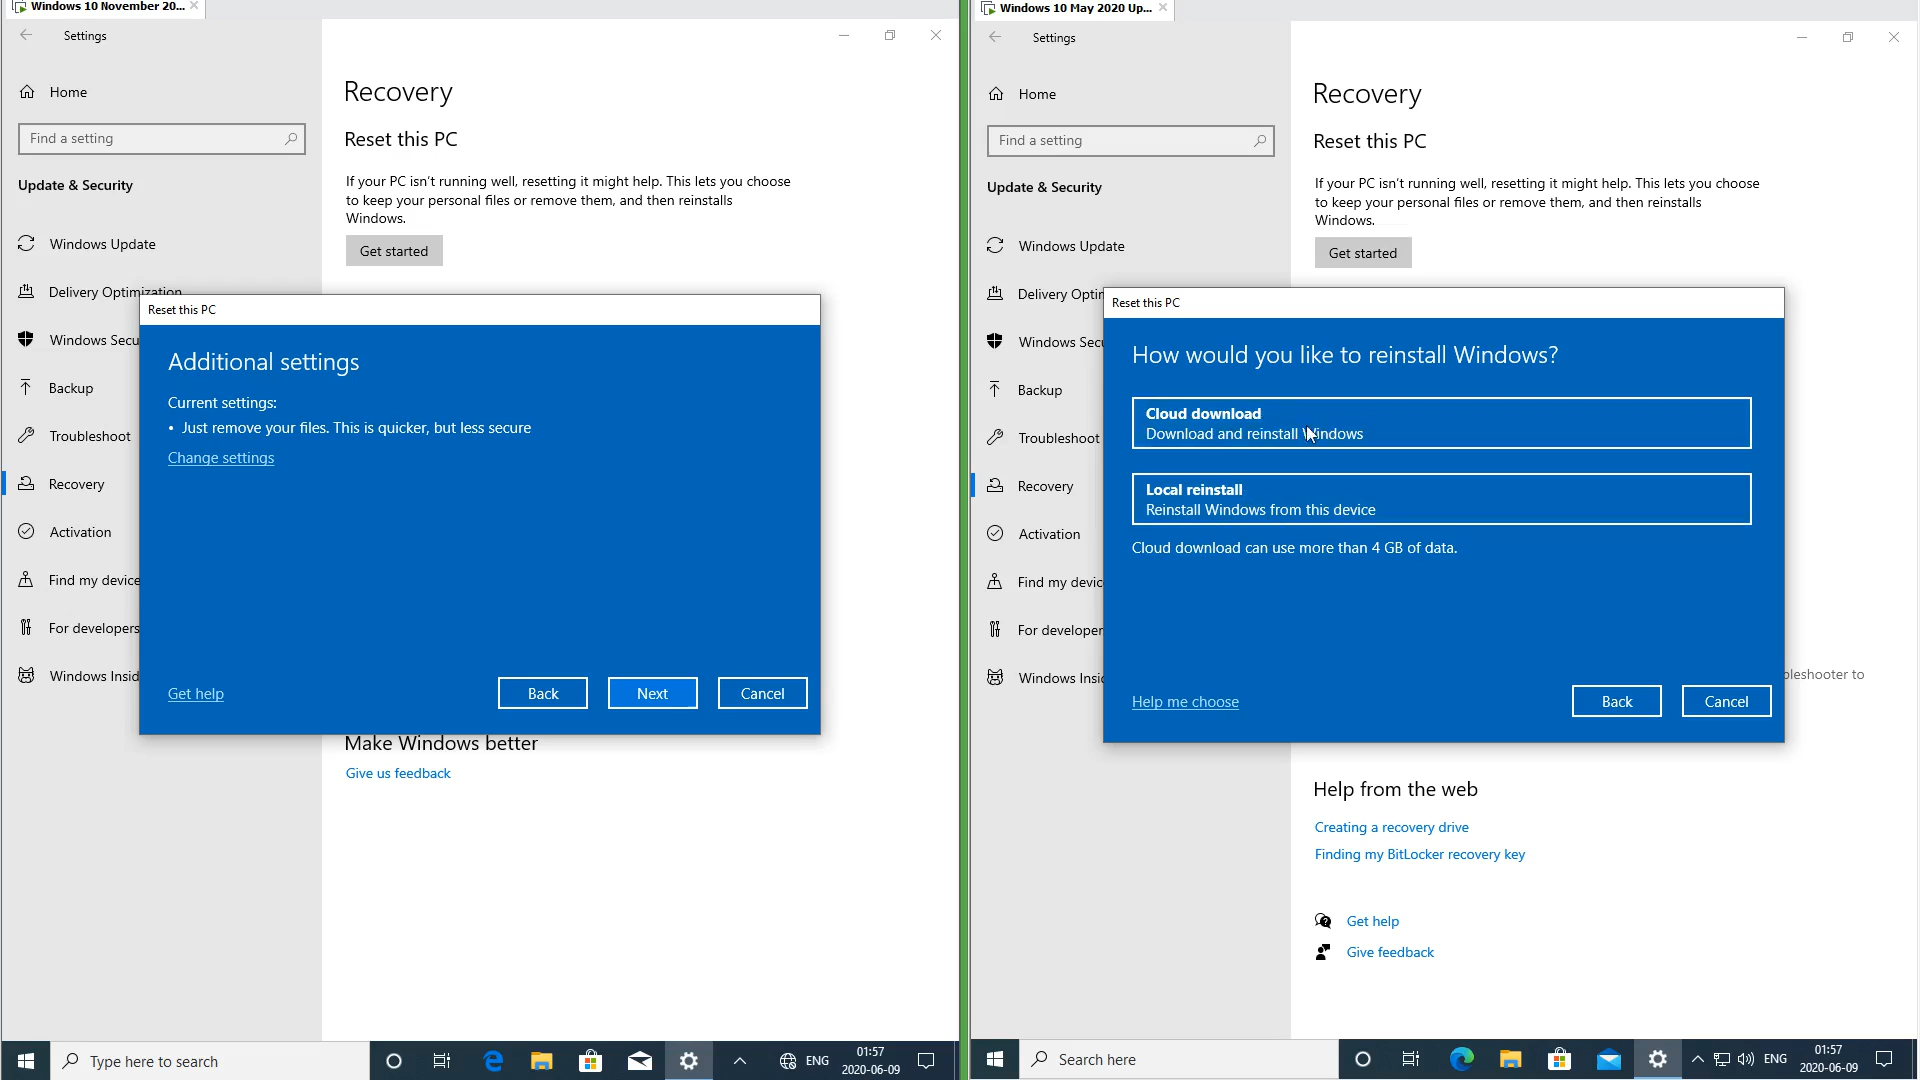 Windows 10 November 20...
Settings
Home
Find a setting
Update & Security
Windows Update
Delivery Optimization
Windows Secu
Backup
Troubleshoot
Recovery
Activation
Find my device
For developers
Windows Insid
Recovery
Reset this PC
If your PC isn't running well, resetting it might help. This lets you choose
to keep your personal files or remove them, and then reinstalls
Windows.
Get started
Reset this PC
Additional settings
Current settings:
• Just remove your files. This is quicker, but less secure
Change settings
Get help
Back
Next
Cancel
Make Windows better
Give us feedback
Type here to search
ENG
01:57
2020-06-09
Windows 10 May 2020 Up...
Settings
Home
Find a setting
Update & Security
Windows Update
Delivery Optin
Windows Secu
Backup
Troubleshoot
Recovery
Activation
Find my devic
For developer
Windows Insid
Recovery
Reset this PC
If your PC isn't running well, resetting it might help. This lets you choose
to keep your personal files or remove them, and then reinstalls
Windows.
Get started
Reset this PC
How would you like to reinstall Windows?
Cloud download
Download and reinstall Windows
Local reinstall
Reinstall Windows from this device
Cloud download can use more than 4 GB of data.
Help me choose
Back
Cancel
bleshooter to
Help from the web
Creating a recovery drive
Finding my BitLocker recovery key
Get help
Give feedback
Search here
ENG
01:57
2020-06-09